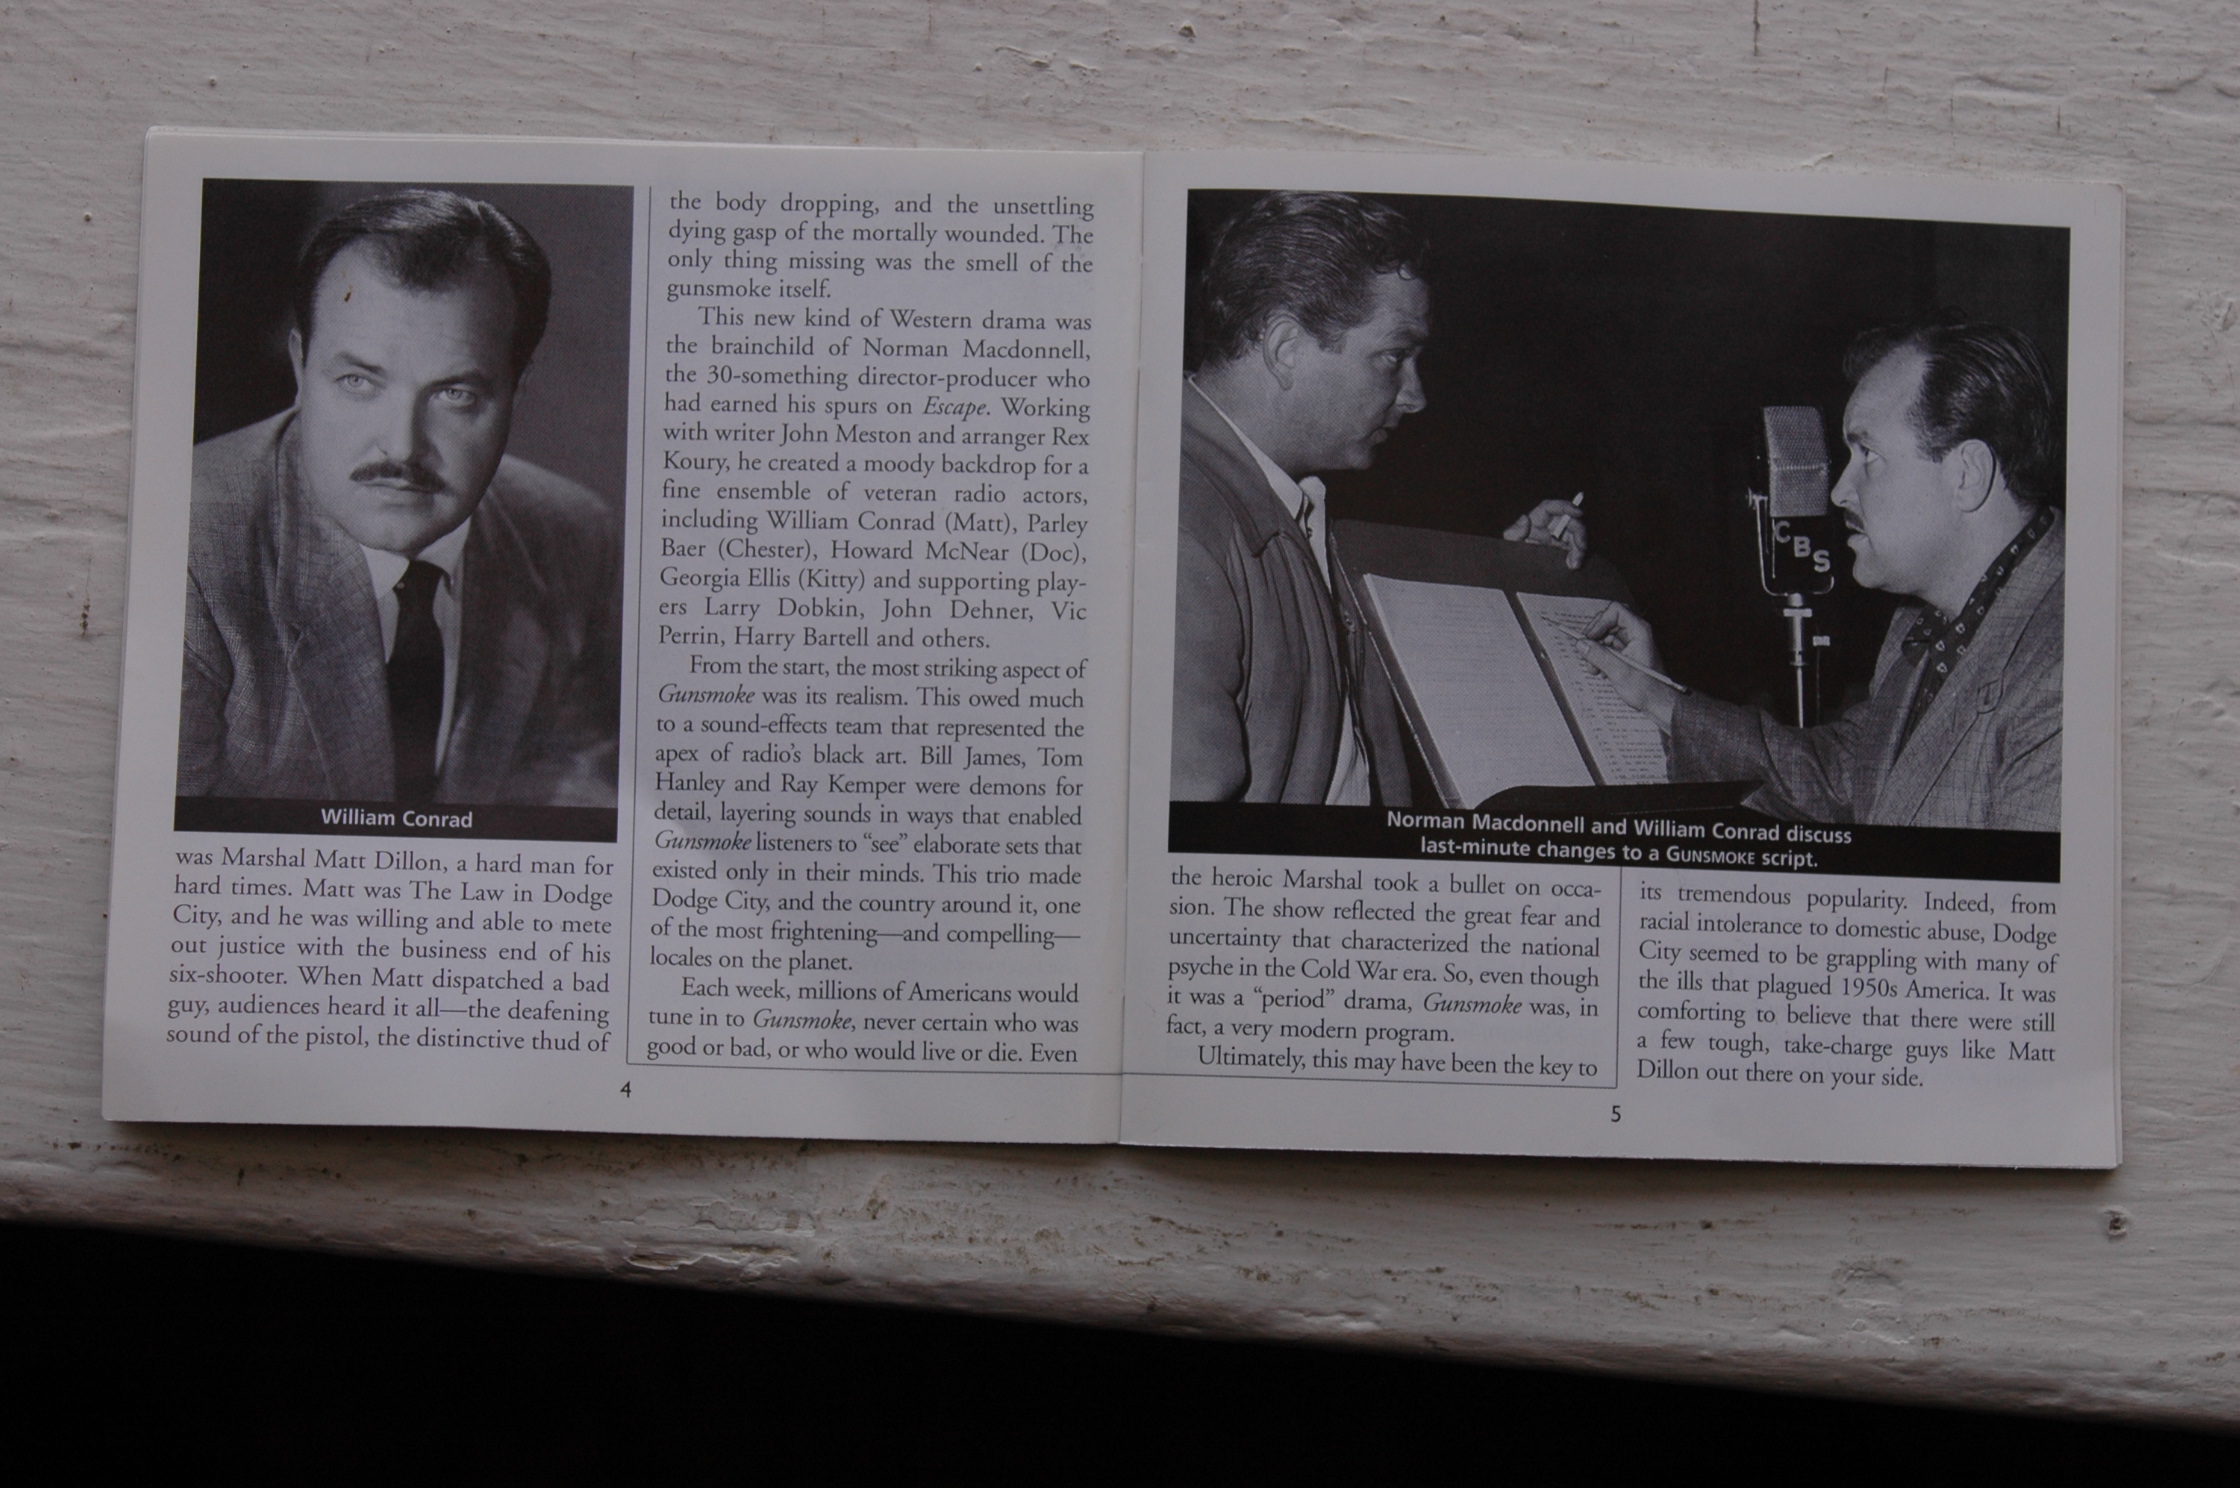 William Conrad
was Marshal Matt Dillon, a hard man for
hard times. Matt was The Law in Dodge
City, and he was willing and able to mete
out justice with the business end of his
six-shooter. When Matt dispatched a bad
guy, audiences heard it all—the deafening
sound of the pistol, the distinctive thud of
the body dropping, and the unsettling
dying gasp of the mortally wounded. The
only thing missing was the smell of the
gunsmoke itself.
This new kind of Western drama was
the brainchild of Norman Macdonnell,
the 30-something director-producer who
had earned his spurs on Escape. Working
with writer John Meston and arranger Rex
Koury, he created a moody backdrop for a
fine ensemble of veteran radio actors,
including William Conrad (Matt), Parley
Baer (Chester), Howard McNear (Doc),
Georgia Ellis (Kitty) and supporting play-
ers Larry Dobkin, John Dehner, Vic
Perrin, Harry Bartell and others.
From the start, the most striking aspect of
Gunsmoke was its realism. This owed much
to a sound-effects team that represented the
apex of radio's black art. Bill James, Tom
Hanley and Ray Kemper were demons for
detail, layering sounds in ways that enabled
Gunsmoke listeners to “see” elaborate sets that
existed only in their minds. This trio made
Dodge City, and the country around it, one
of the most frightening—and compelling—
locales on the planet.
Each week, millions of Americans would
tune in to Gunsmoke, never certain who was
good or bad, or who would live or die. Even
4
CBS
Norman Macdonnell and William Conrad discuss
last-minute changes to a GUNSMOKE script.
the heroic Marshal took a bullet on occa-
sion. The show reflected the great fear and
uncertainty that characterized the national
psyche in the Cold War era. So, even though
it was a “period” drama, Gunsmoke was, in
fact, a very modern program.
Ultimately, this may have been the key to
its tremendous popularity. Indeed, from
racial intolerance to domestic abuse, Dodge
City seemed to be grappling with many of
the ills that plagued 1950s America. It was
comforting to believe that there were still
a few tough, take-charge guys like Matt
Dillon out there on your side.
5